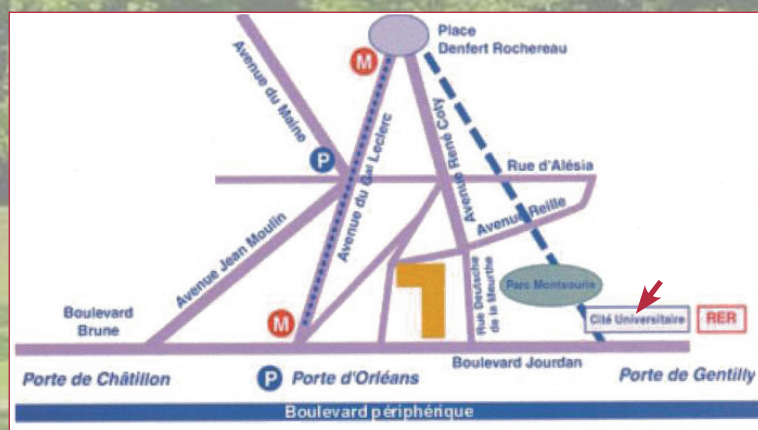 Place
Denfert Rochereau
M
Avenue du Maine
P
Avenue du Gal Leclerc
Avenue René Coty
Rue d'Alésia
Avenue Reille
Avenue Jean Moulin
Rue Deutsche
de la Meurthe
Parc Montsouris
Boulevard
Brune
M
Cité Universitaire
RER
Boulevard Jourdan
Porte de Châtillon
P
Porte d'Orléans
Porte de Gentilly
Boulevard périphérique